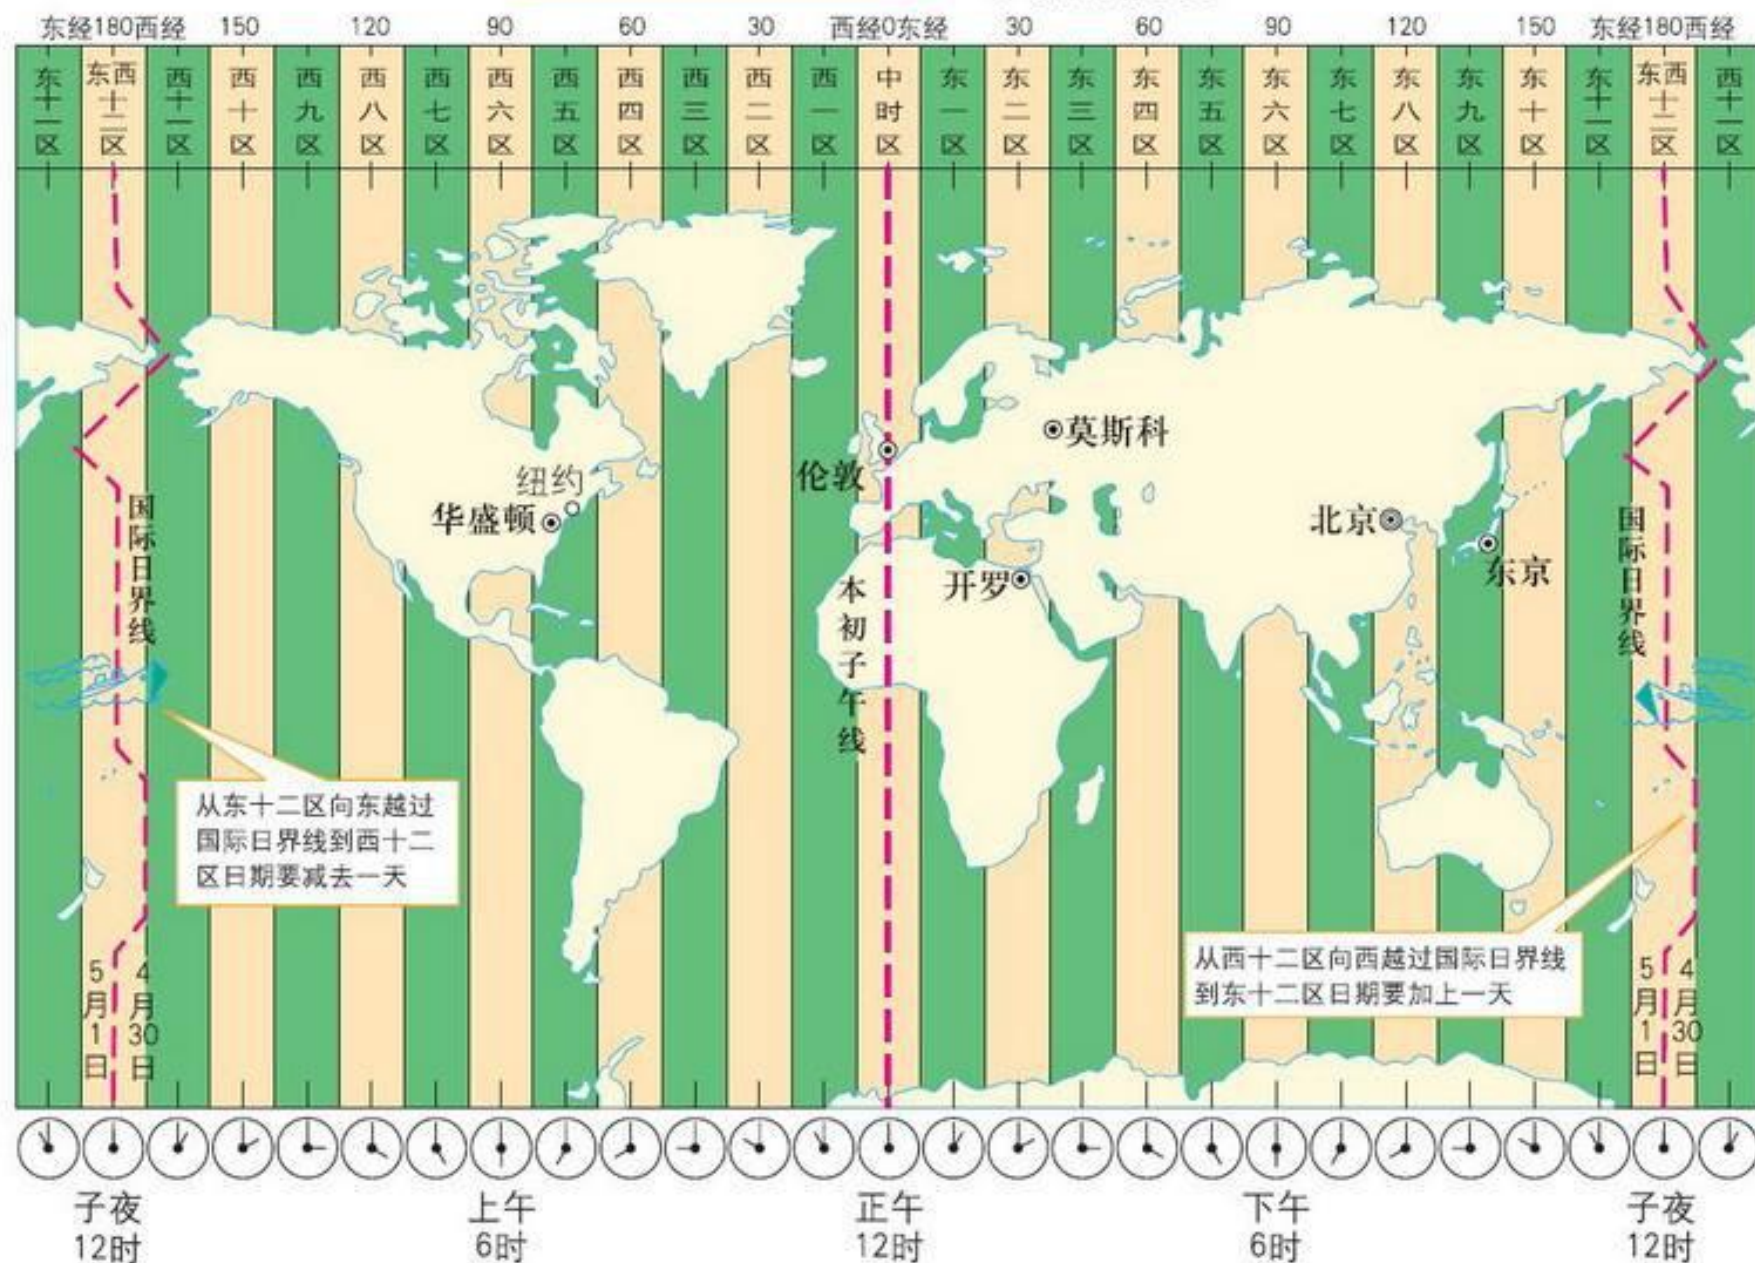 东经180西经 150 120 90 60 30 西经0东经 30 60 90 120 150 东经180西经
东十一区 东西十二区 西十一区 西十区 西九区 西八区 西七区 西六区 西五区 西四区 西三区 西二区 西一区 中时区 东一区 东二区 东三区 东四区 东五区 东六区 东七区 东八区 东九区 东十区 东十一区 东西十二区 西十一区
莫斯科
伦敦
纽约
华盛顿
北京
东京
开罗
国际日界线
本初子午线
国际日界线
从东十二区向东越过
国际日界线到西十二
区日期要减去一天
从西十二区向西越过国际日界线
到东十二区日期要加上一天
5月1日
4月30日
5月1日
4月30日
子夜 上午 正午 下午 子夜
12时 6时 12时 6时 12时